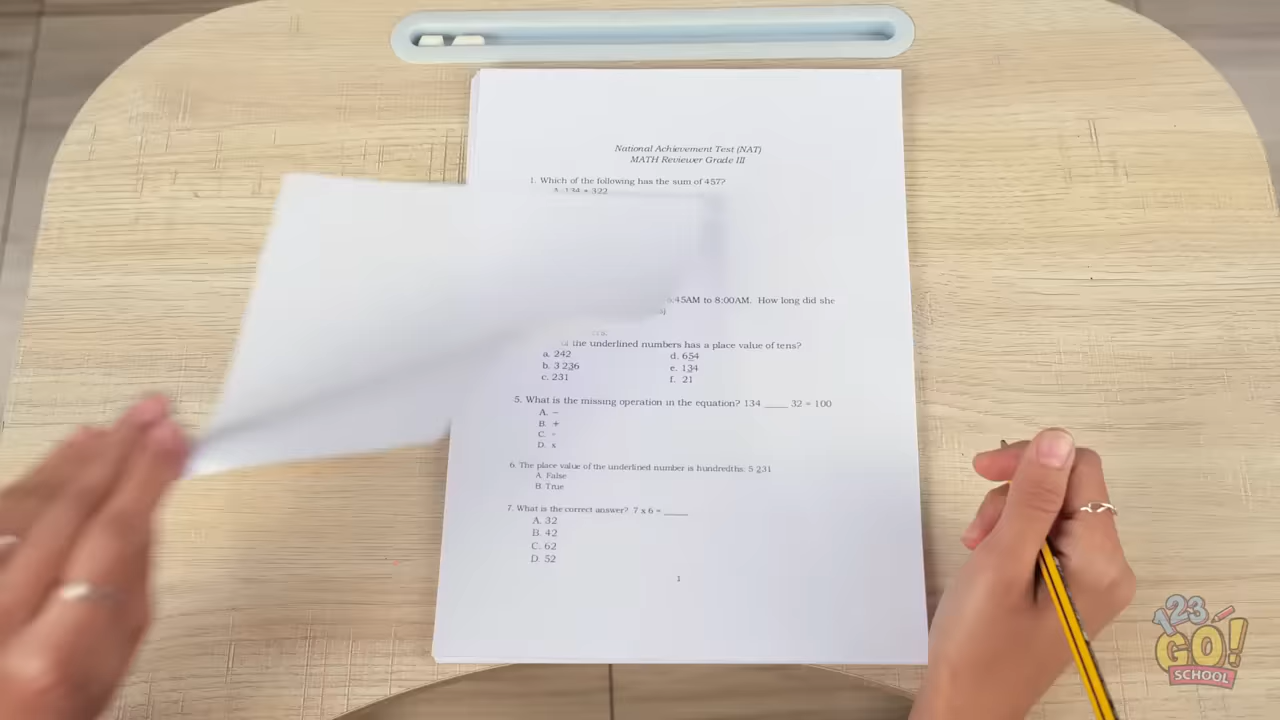 National Achievement Test (NAT)
MATH Reviewer Grade III
1. Which of the following has the sum of 457?
A. 134 + 322
:45AM to 8:00AM. How long did she
the underlined numbers has a place value of tens?
a. 242 d. 654
b. 3 236 e. 134
c. 231 f. 21
5. What is the missing operation in the equation? 134 ____ 32 = 100
A. –
B. +
C. -
D. x
6. The place value of the underlined number is hundredths: 5 231
A. False
B. True
7. What is the correct answer? 7 x 6 = _____
A. 32
B. 42
C. 62
D. 52
1
123
GO!
SCHOOL